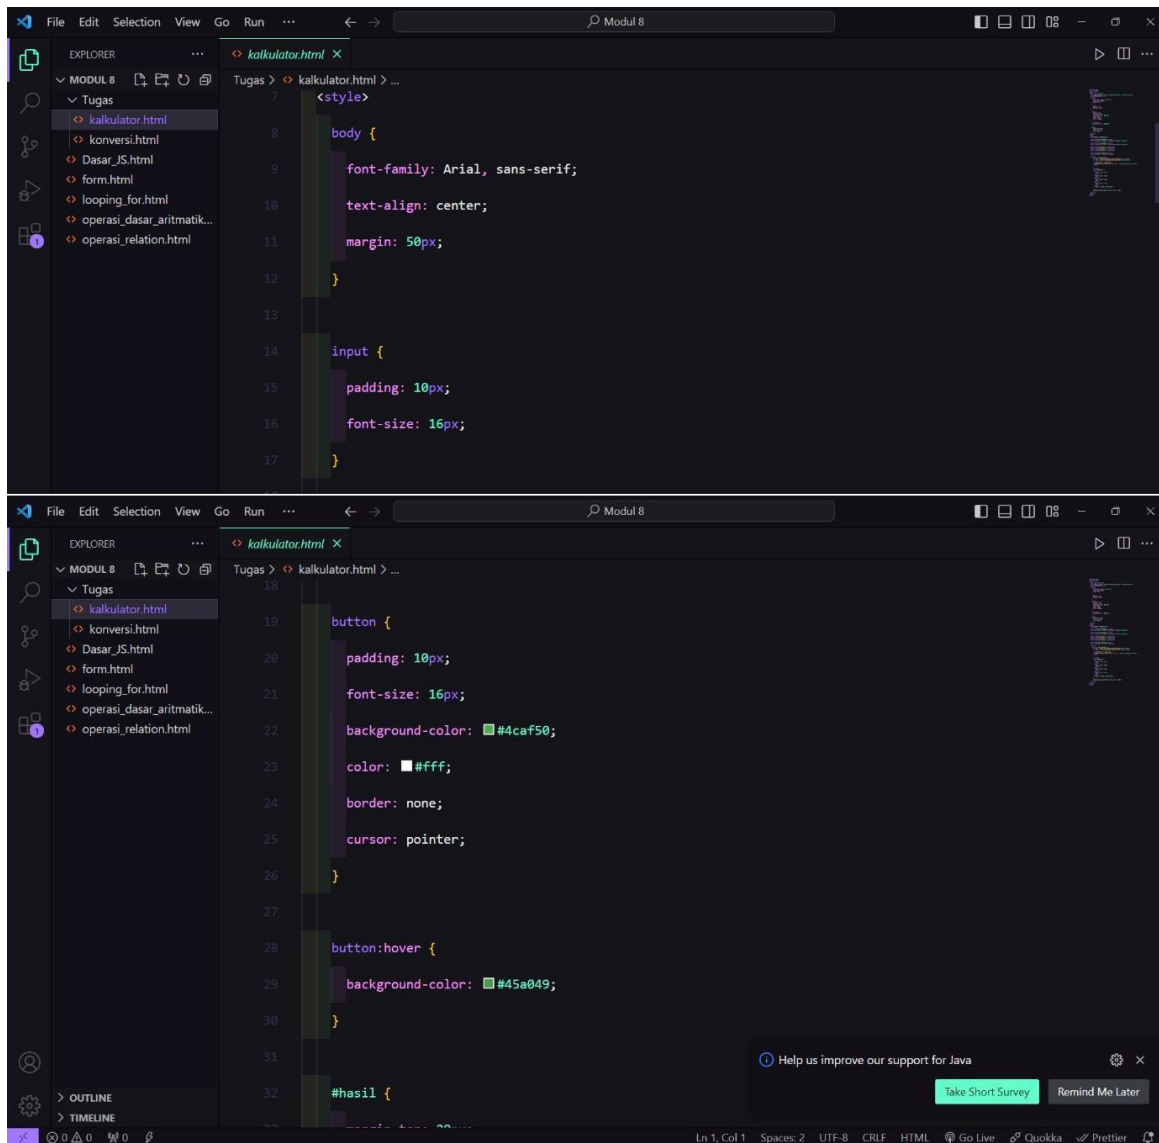 File Edit Selection View Go Run ··· Modul 8
EXPLORER ···
kalkulator.html
MODUL 8
Tugas > kalkulator.html > ...
Tugas
kalkulator.html
konversi.html
Dasar_JS.html
form.html
looping_for.html
operasi_dasar_aritmatik...
operasi_relation.html
7 <style>
8 body {
9 font-family: Arial, sans-serif;
10 text-align: center;
11 margin: 50px;
12 }
13
14 input {
15 padding: 10px;
16 font-size: 16px;
17 }
1
File Edit Selection View Go Run ··· Modul 8
EXPLORER ···
kalkulator.html
MODUL 8
Tugas > kalkulator.html > ...
Tugas
kalkulator.html
konversi.html
Dasar_JS.html
form.html
looping_for.html
operasi_dasar_aritmatik...
operasi_relation.html
1
18
19 button {
20 padding: 10px;
21 font-size: 16px;
22 background-color: #4caf50;
23 color: #fff;
24 border: none;
25 cursor: pointer;
26 }
27
28 button:hover {
29 background-color: #45a049;
30 }
31
32 #hasil {
Help us improve our support for Java
Take Short Survey Remind Me Later
OUTLINE
TIMELINE
0 0 0 Ln 1, Col 1 Spaces: 2 UTF-8 CRLF HTML Go Live Quokka Prettier